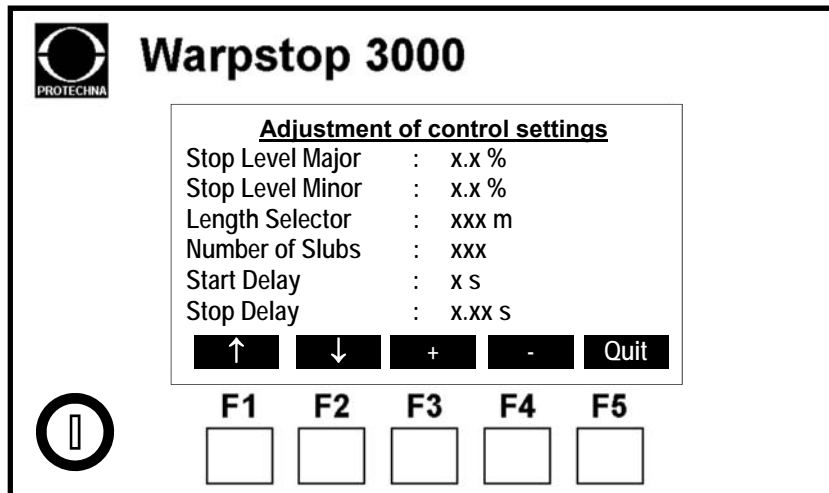 PROTECHNA
Warpstop 3000
Adjustment of control settings
Stop Level Major : x.x %
Stop Level Minor : x.x %
Length Selector : xxx m
Number of Slubs : xxx
Start Delay : x s
Stop Delay : x.xx s
↑ ↓ + - Quit
F1 F2 F3 F4 F5